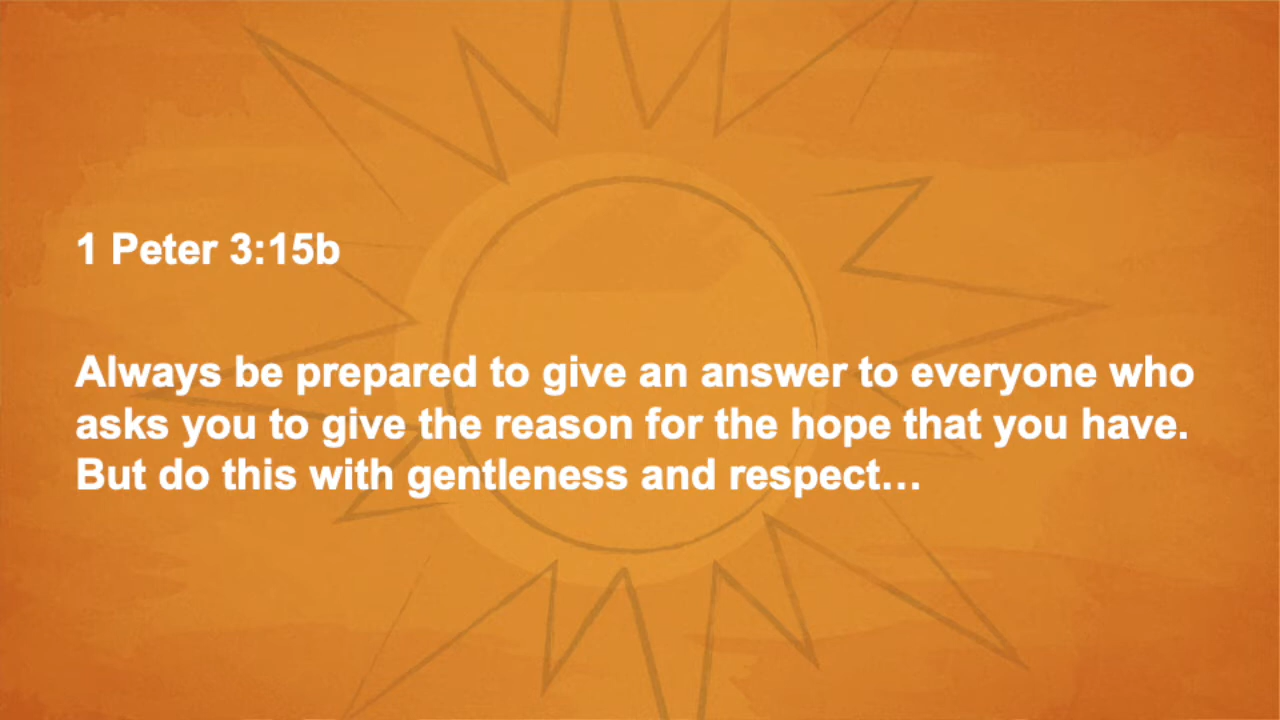 1 Peter 3:15b
Always be prepared to give an answer to everyone who
asks you to give the reason for the hope that you have.
But do this with gentleness and respect…